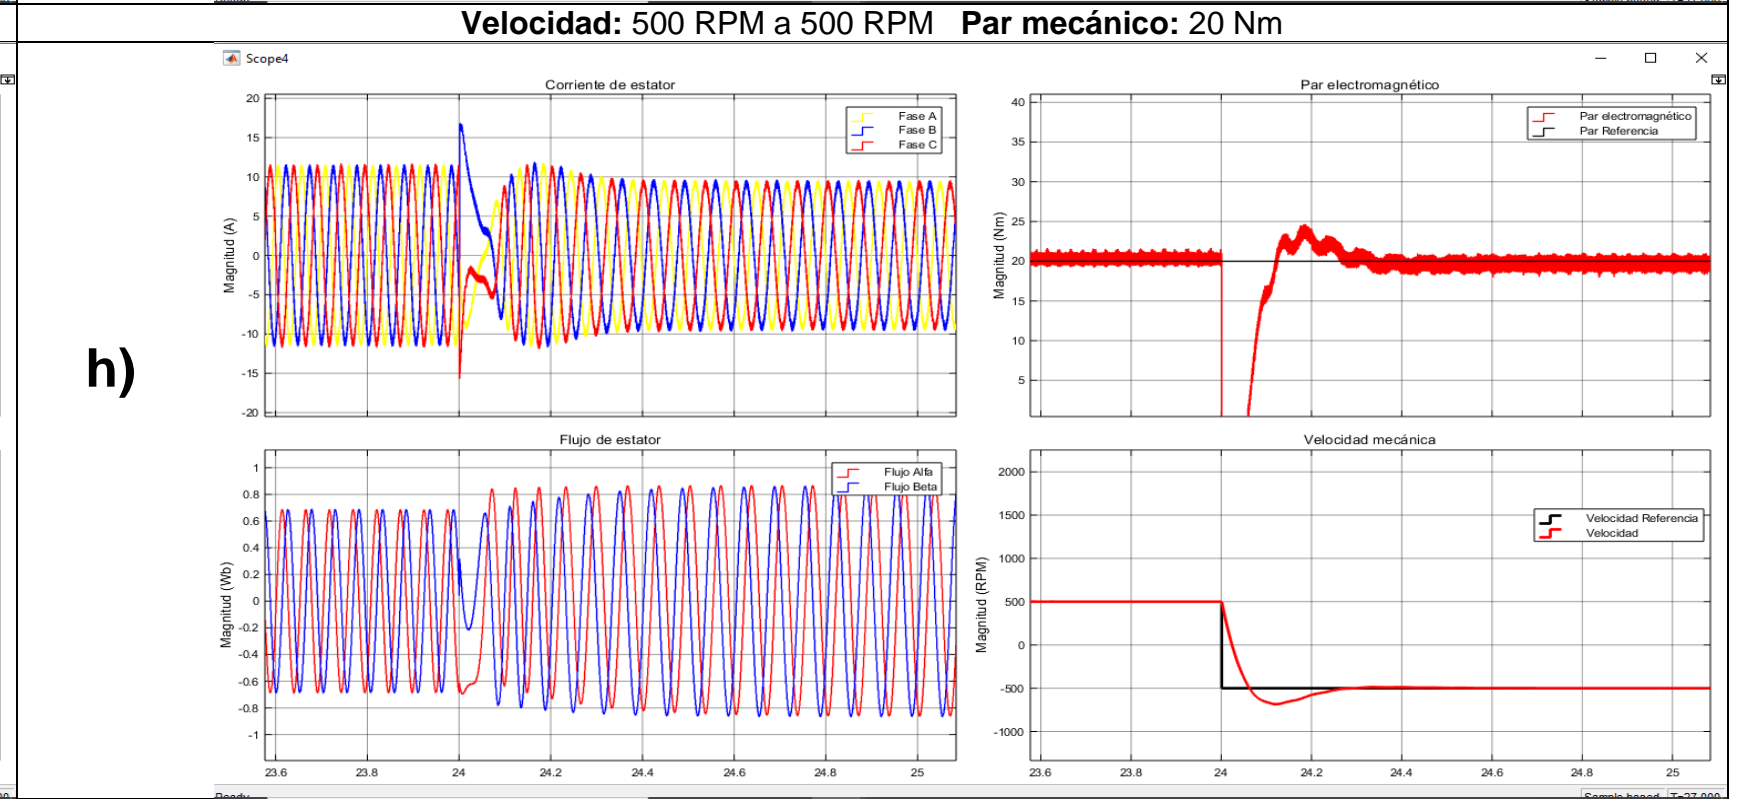 Velocidad: 500 RPM a 500 RPM Par mecánico: 20 Nm
h)
Scope4
Corriente de estator
Magnitud (A)
20
15
10
5
0
-5
-10
-15
-20
Fase A
Fase B
Fase C
Par electromagnético
Magnitud (Nm)
40
35
30
25
20
15
10
5
Par electromagnético
Par Referencia
Flujo de estator
Magnitud (Wb)
1
0.8
0.6
0.4
0.2
0
-0.2
-0.4
-0.6
-0.8
-1
Flujo Alfa
Flujo Beta
23.6 23.8 24 24.2 24.4 24.6 24.8 25
Velocidad mecánica
Magnitud (RPM)
2000
1500
1000
500
0
-500
-1000
Velocidad Referencia
Velocidad
23.6 23.8 24 24.2 24.4 24.6 24.8 25